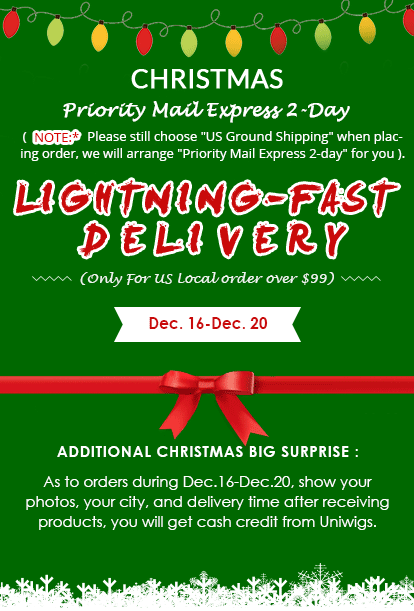 CHRISTMAS
Priority Mail Express 2-Day
( NOTE:* Please still choose "US Ground Shipping" when plac-
ing order, we will arrange "Priority Mail Express 2-day" for you ).
LIGHTNING-FAST
DELIVERY
(Only For US Local order over $99)
Dec. 16-Dec. 20
ADDITIONAL CHRISTMAS BIG SURPRISE :
As to orders during Dec.16-Dec.20, show your
photos, your city, and delivery time after receiving
products, you will get cash credit from Uniwigs.